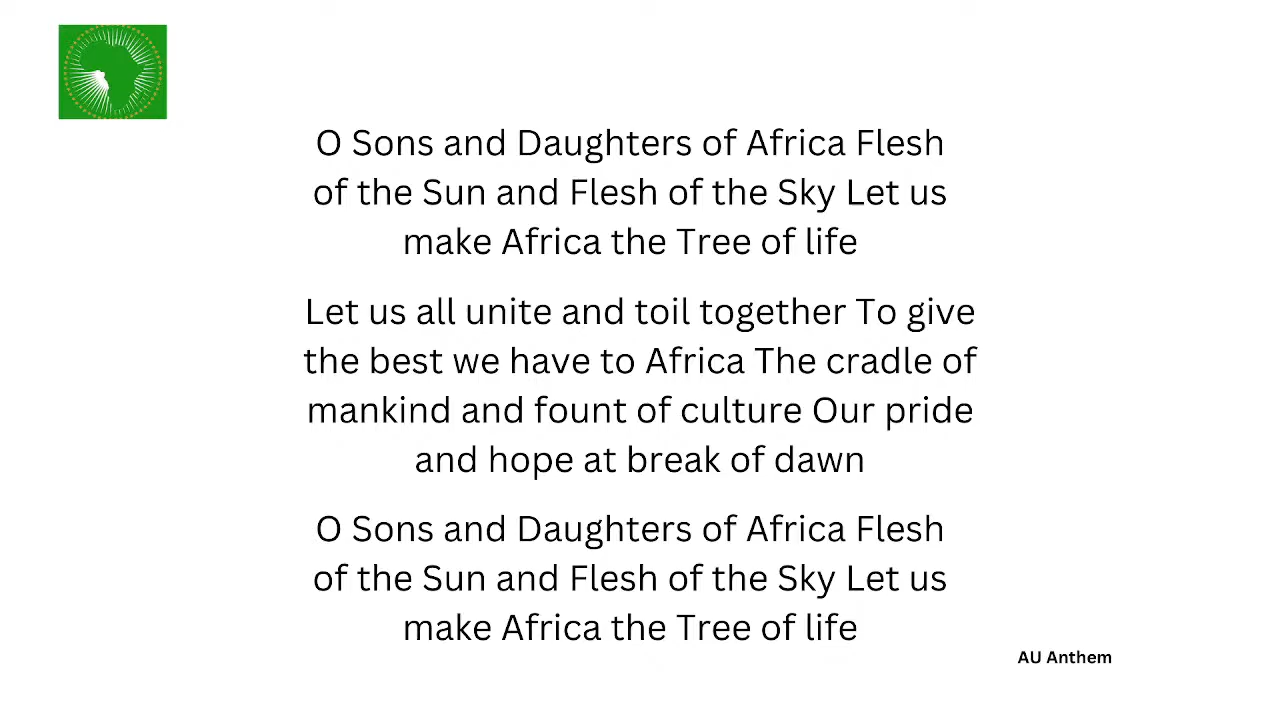 O Sons and Daughters of Africa Flesh
of the Sun and Flesh of the Sky Let us
make Africa the Tree of life
Let us all unite and toil together To give
the best we have to Africa The cradle of
mankind and fount of culture Our pride
and hope at break of dawn
O Sons and Daughters of Africa Flesh
of the Sun and Flesh of the Sky Let us
make Africa the Tree of life
AU Anthem